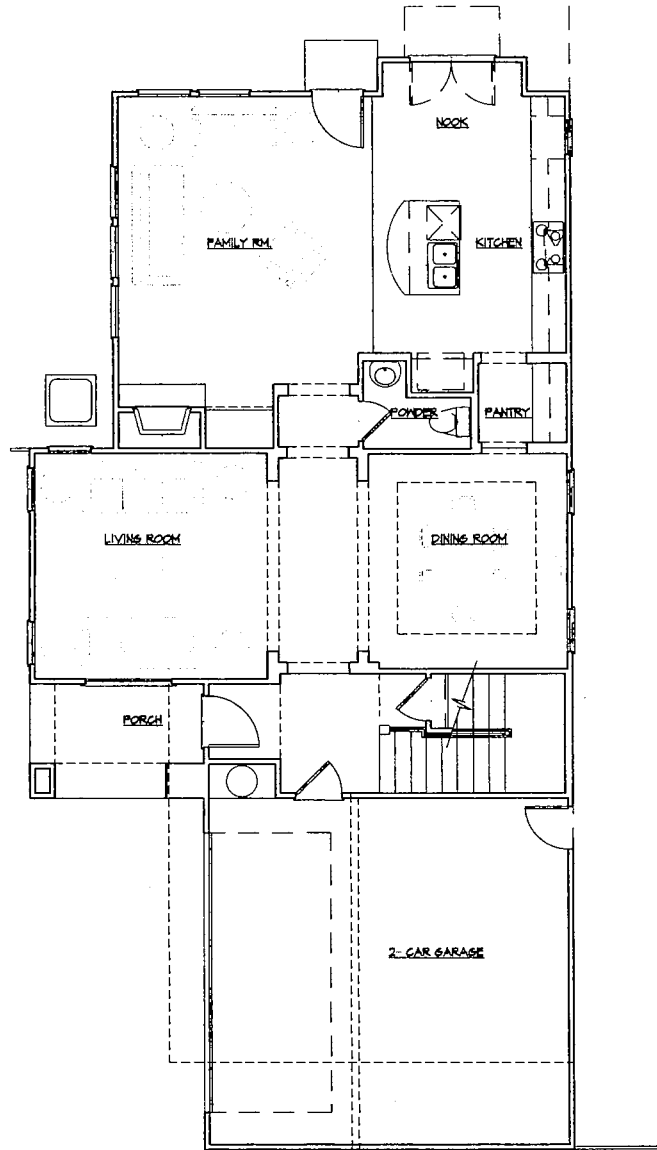 NOOK
FAMILY RM.
KITCHEN
POWDER
PANTRY
LIVING ROOM
DINING ROOM
PORCH
2- CAR GARAGE